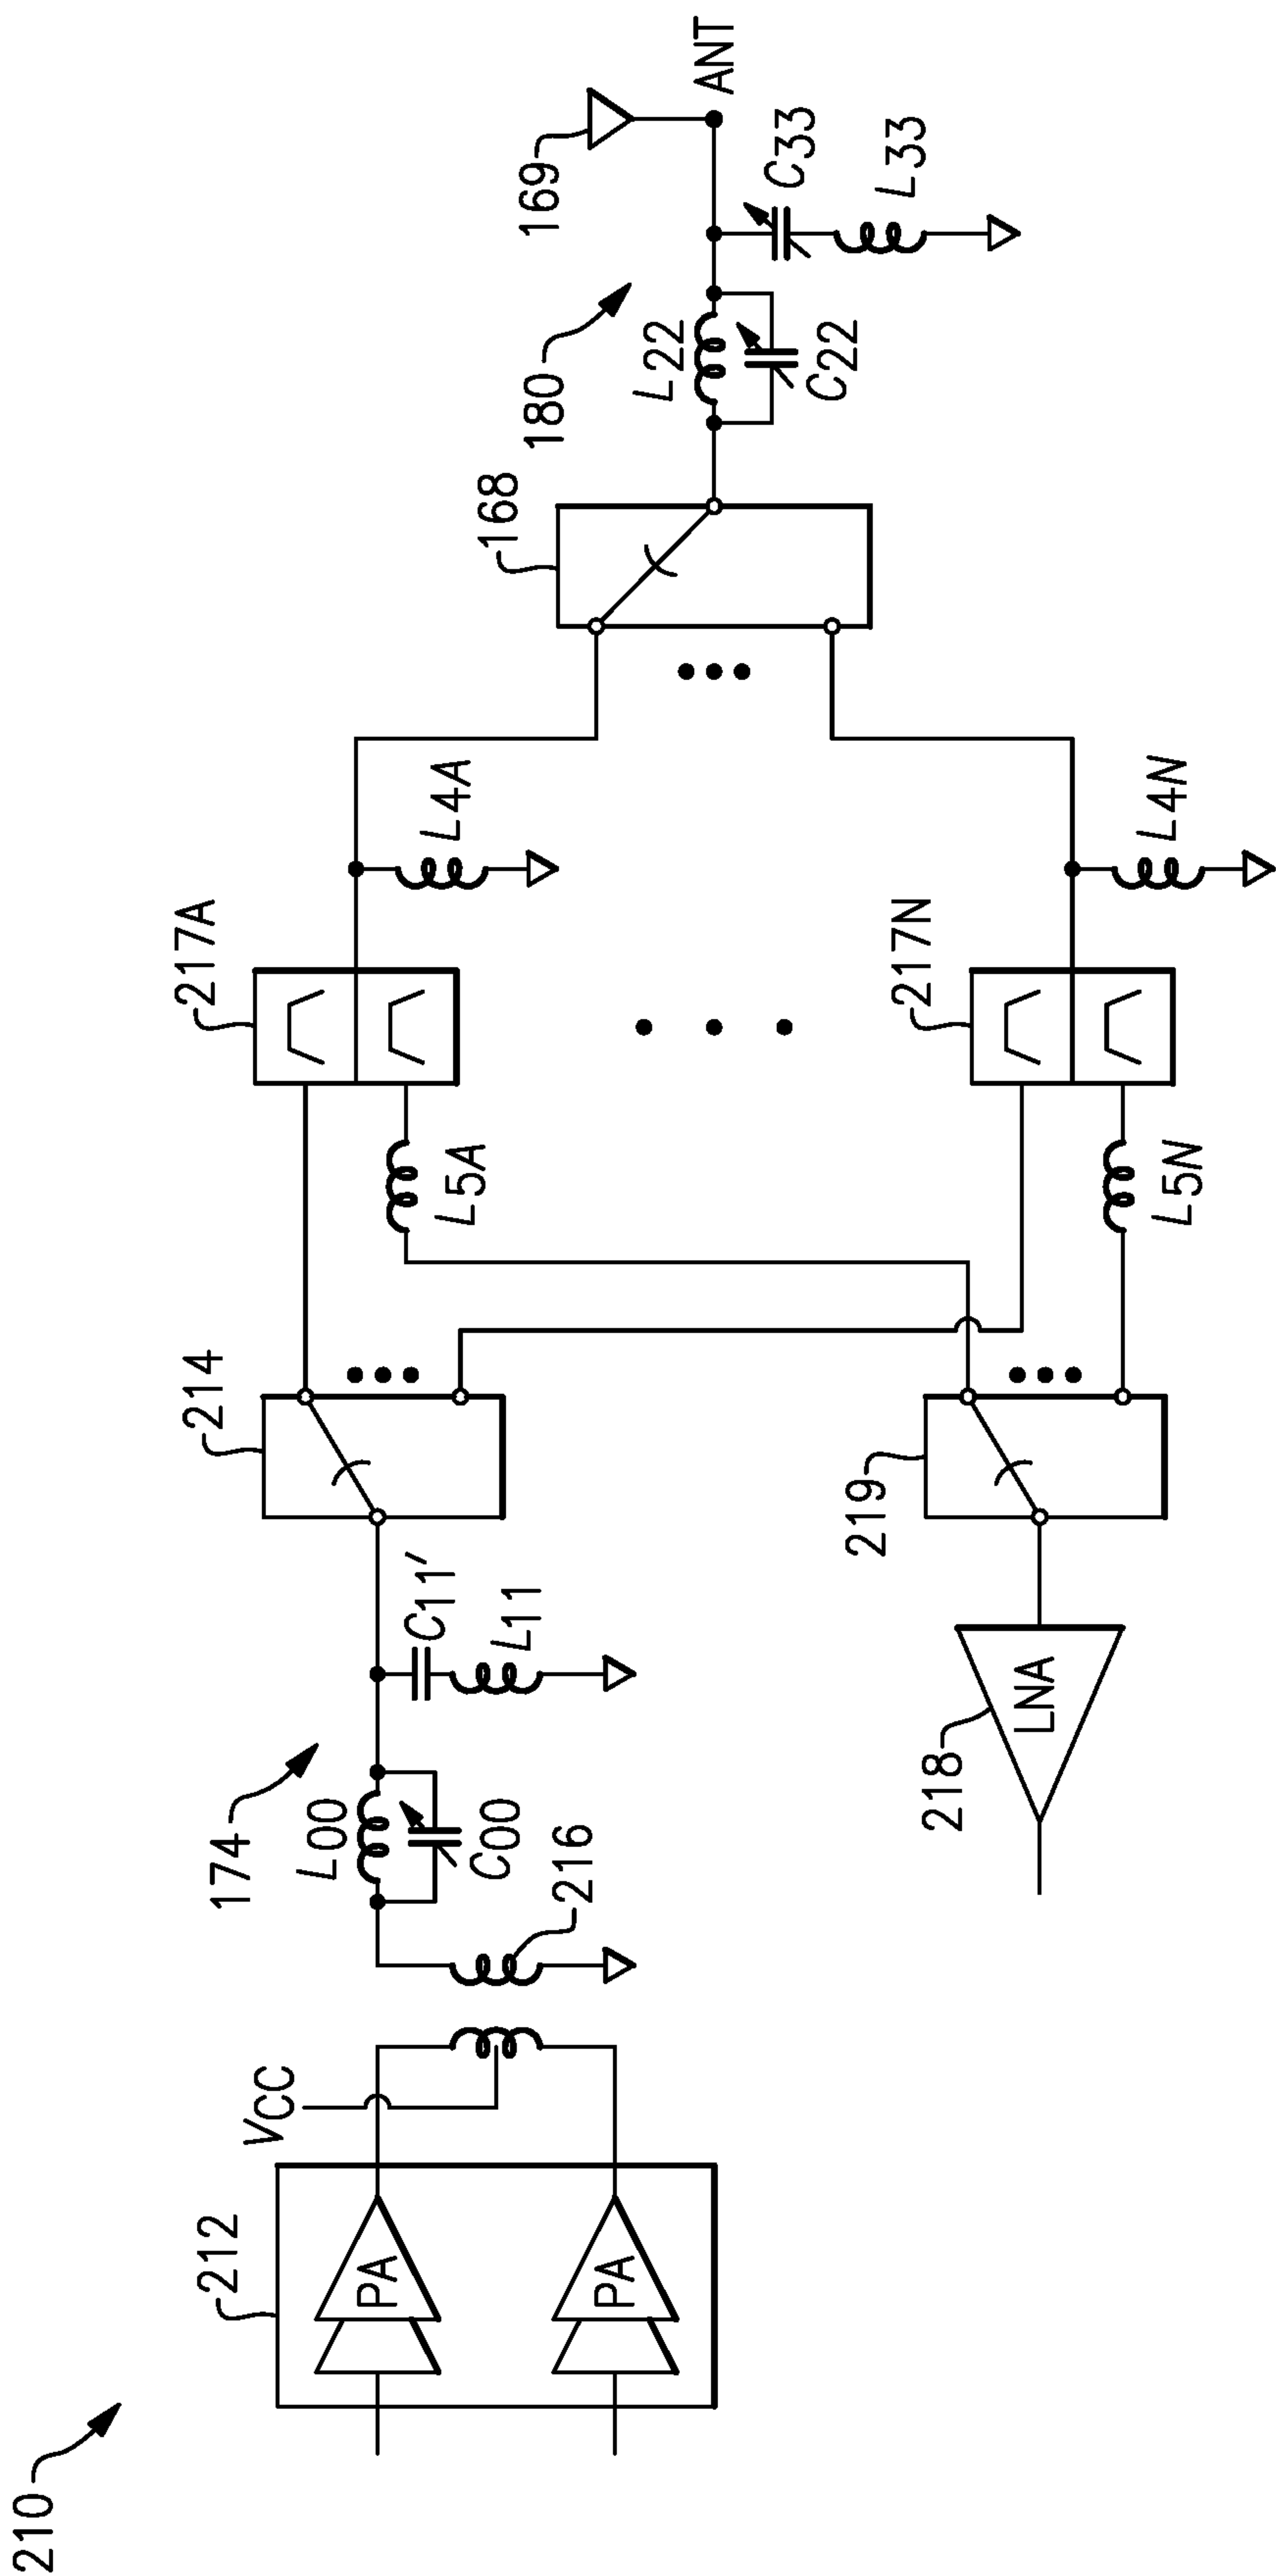 210
212
PA
PA
VCC
216
174
L00
C00
C11′
L11
214
218
LNA
219
L5A
L5N
217A
217N
L4A
L4N
168
180
L22
C22
C33
L33
169
ANT